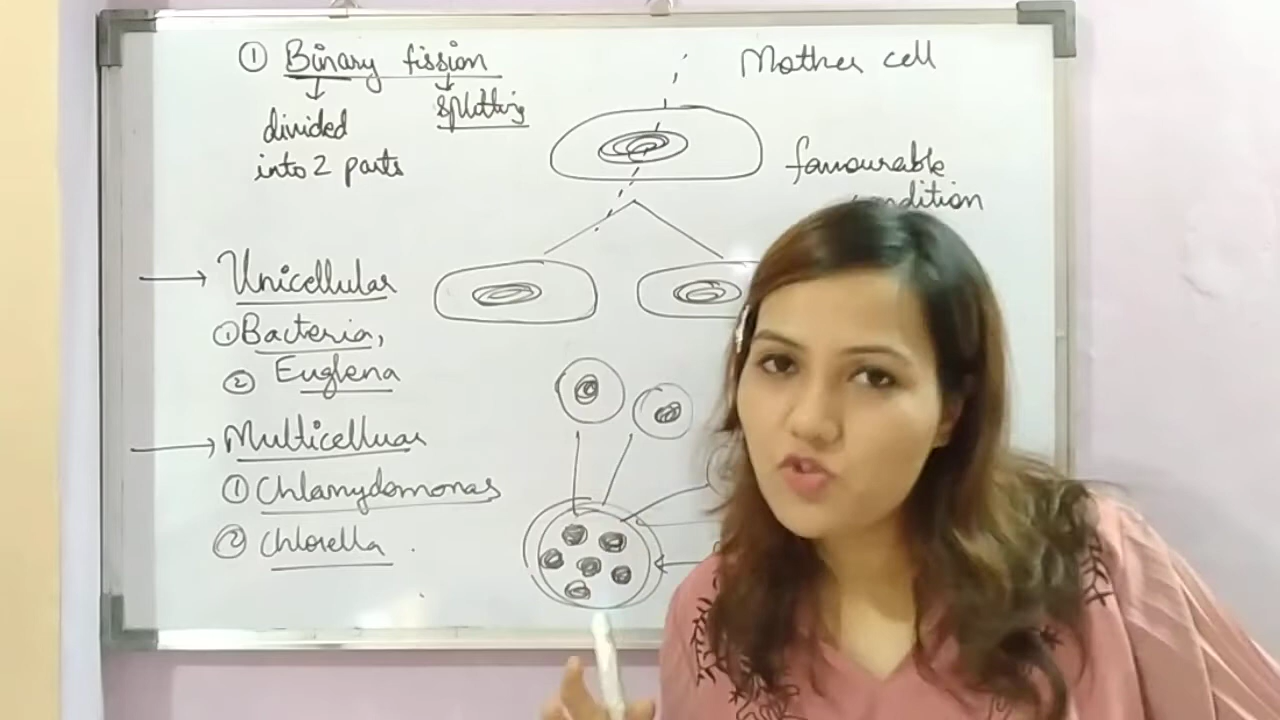 ① Binary fission
divided
into 2 parts
splitting
Mother cell
favourable
condition
Unicellular
① Bacteria,
② Euglena
Multicelluar
① Chlamydomonas
② Chlorella